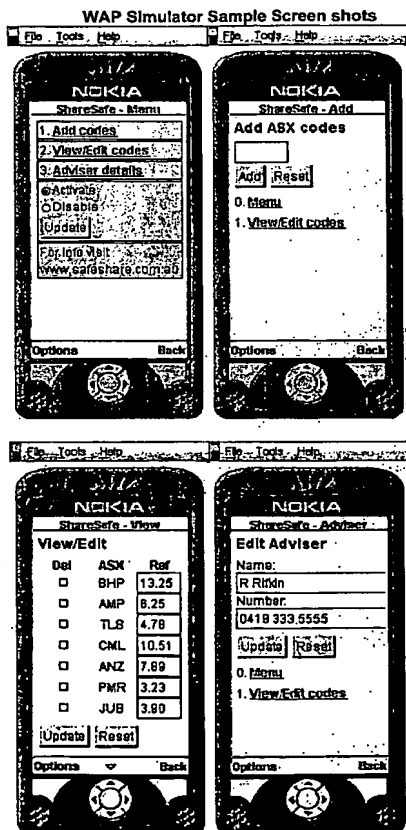 WAP Simulator Sample Screen shots
File Tools Help
NOKIA
ShareSafe - Menu
1. Add codes
2. View/Edit codes
3. Adviser details
Activate
Disable
Update
For info visit
www.safeshare.com.au
Options Back
File Tools Help
NOKIA
ShareSafe - Add
Add ASX codes
Add Reset
0. Menu
1. View/Edit codes
Options Back
File Tools Help
NOKIA
ShareSafe - View
View/Edit
Del ASX Ref
BHP 13.25
AMP 6.25
TLS 4.78
CML 10.51
ANZ 7.89
PMR 3.23
JUB 3.90
Update Reset
Options Back
File Tools Help
NOKIA
ShareSafe - Adviser
Edit Adviser
Name:
R Rifkin
Number:
0419 333 5555
Update Reset
0. Menu
1. View/Edit codes
Options Back